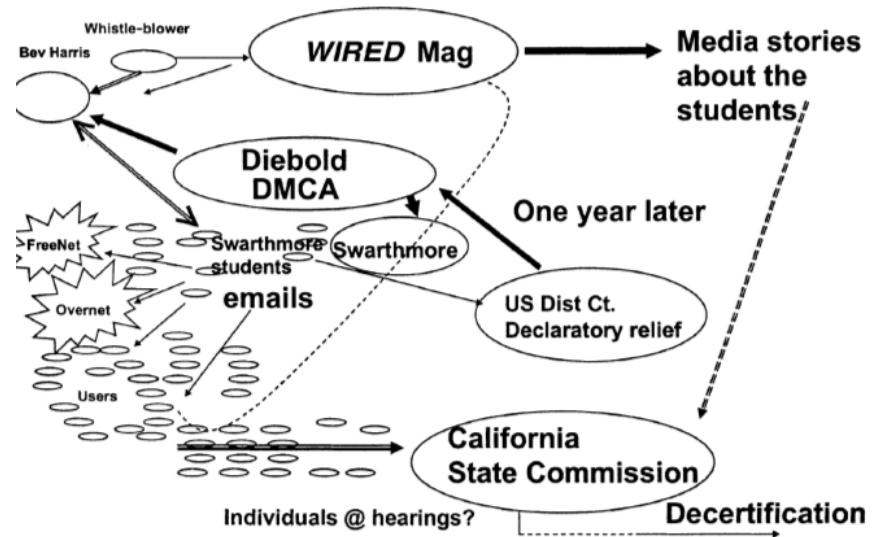 Whistle-blower
Bev Harris
WIRED Mag
Media stories
about the
students
Diebold
DMCA
One year later
FreeNet
Swarthmore
students
Swarthmore
emails
Overnet
US Dist Ct.
Declaratory relief
Users
California
State Commission
Individuals @ hearings?
Decertification